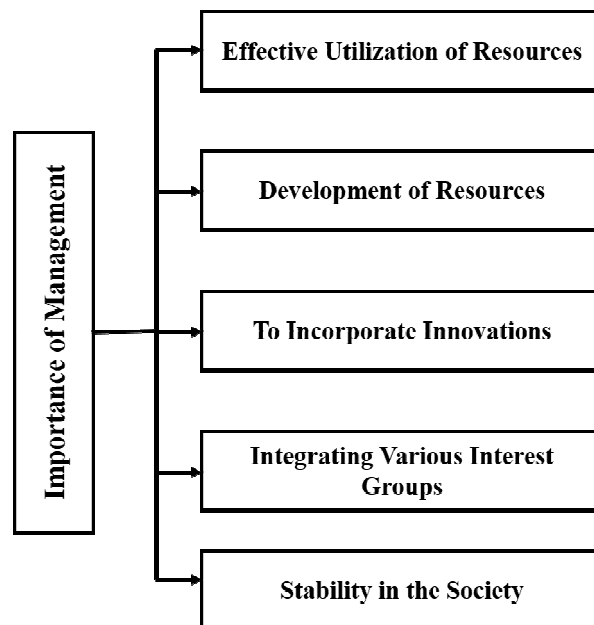 Importance of Management
Effective Utilization of Resources
Development of Resources
To Incorporate Innovations
Integrating Various Interest
Groups
Stability in the Society